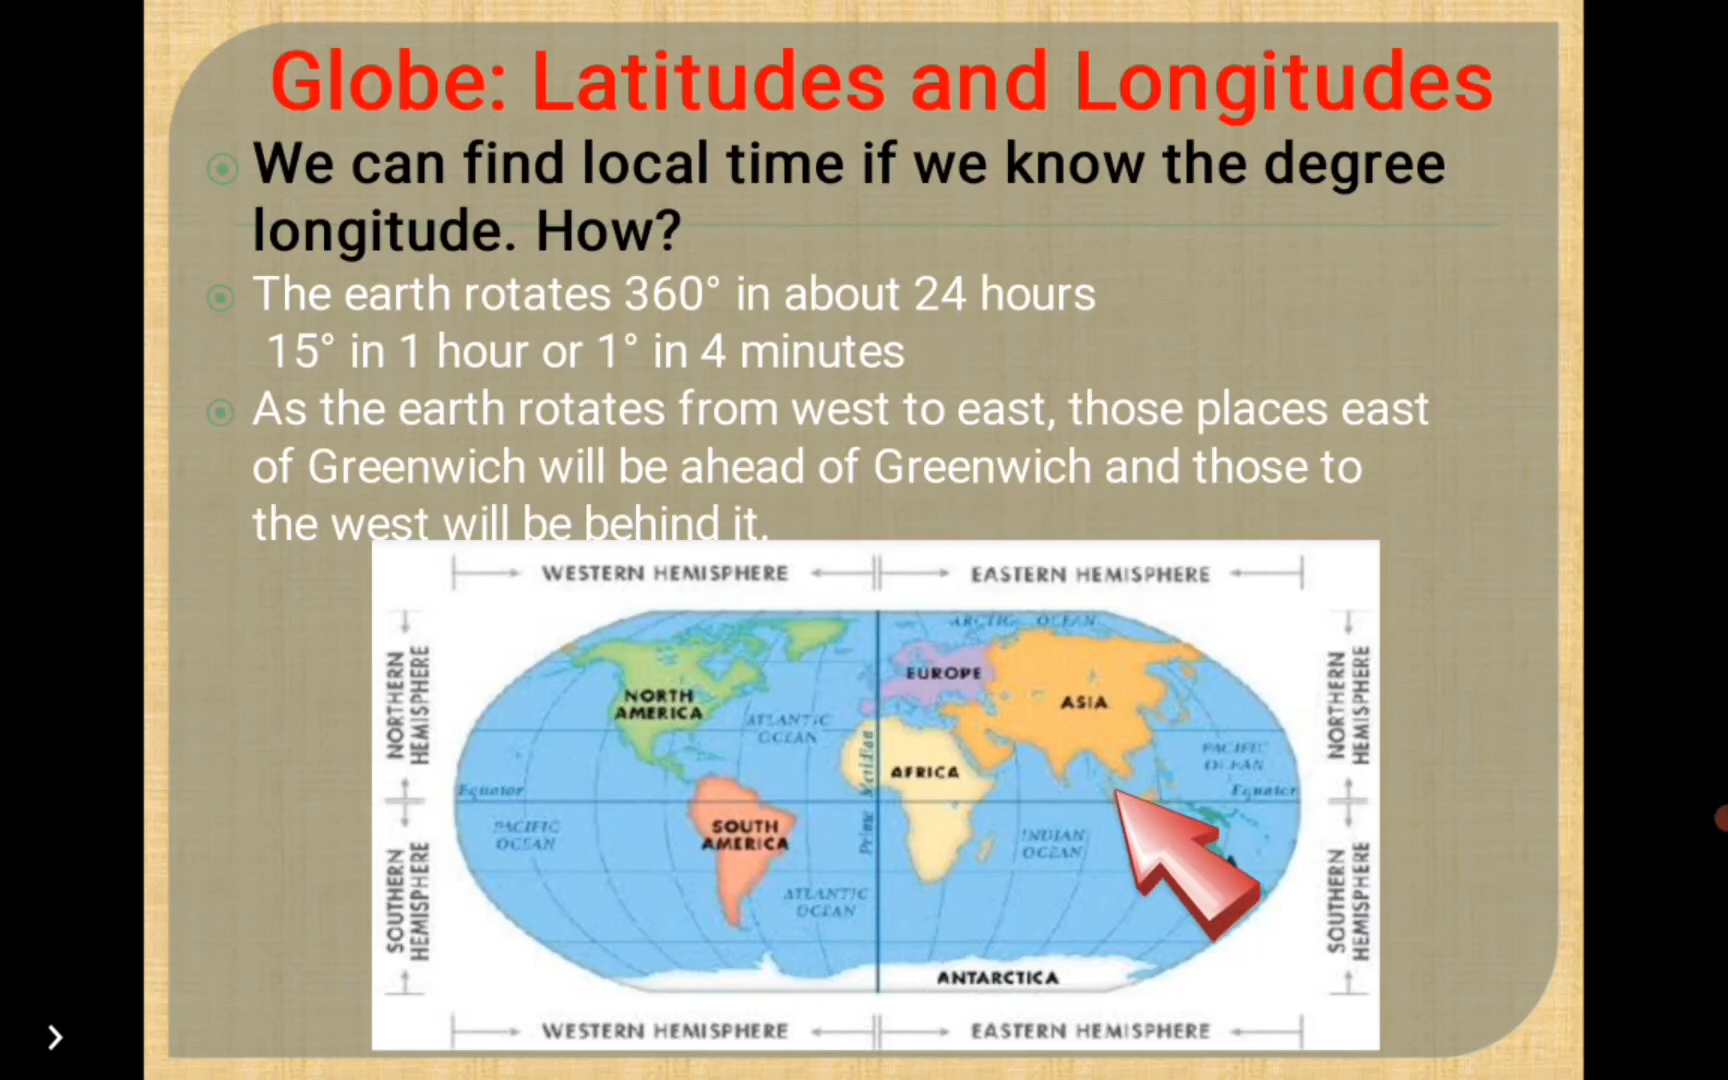 Globe: Latitudes and Longitudes
We can find local time if we know the degree
longitude. How?
The earth rotates 360° in about 24 hours
15° in 1 hour or 1° in 4 minutes
As the earth rotates from west to east, those places east
of Greenwich will be ahead of Greenwich and those to
the west will be behind it.
WESTERN HEMISPHERE
EASTERN HEMISPHERE
ARCTIC OCEAN
NORTHERN
HEMISPHERE
NORTH
AMERICA
EUROPE
ASIA
NORTHERN
HEMISPHERE
ATLANTIC
OCEAN
PACIFIC
OCEAN
AFRICA
Prime Meridian
Equator
Equator
PACIFIC
OCEAN
SOUTH
AMERICA
INDIAN
OCEAN
SOUTHERN
HEMISPHERE
ATLANTIC
OCEAN
SOUTHERN
HEMISPHERE
ANTARCTICA
WESTERN HEMISPHERE
EASTERN HEMISPHERE